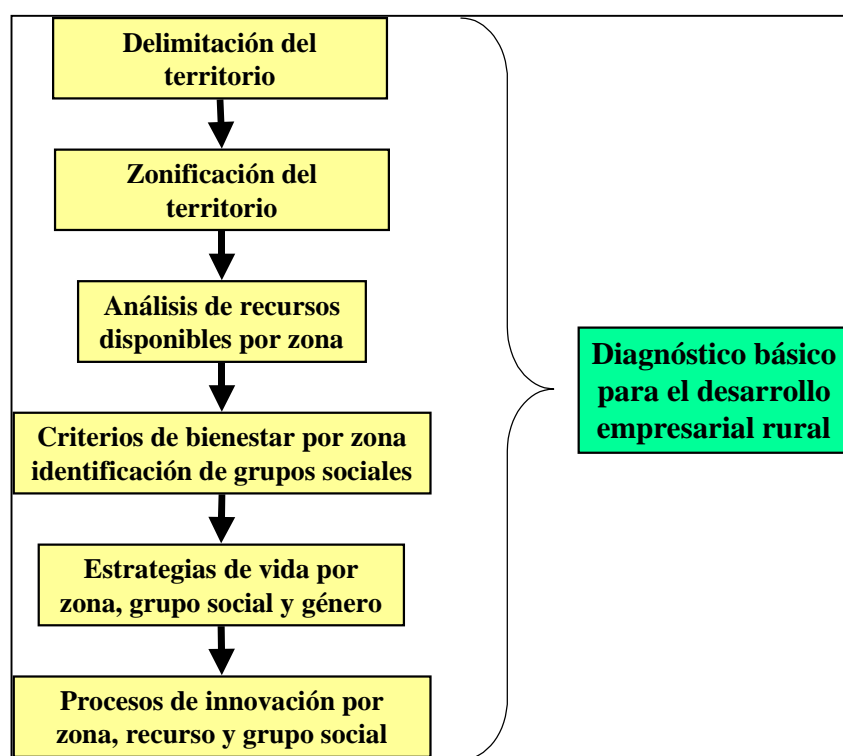 Delimitación del
territorio
Zonificación del
territorio
Análisis de recursos
disponibles por zona
Criterios de bienestar por zona
identificación de grupos sociales
Estrategias de vida por
zona, grupo social y género
Procesos de innovación por
zona, recurso y grupo social
Diagnóstico básico
para el desarrollo
empresarial rural